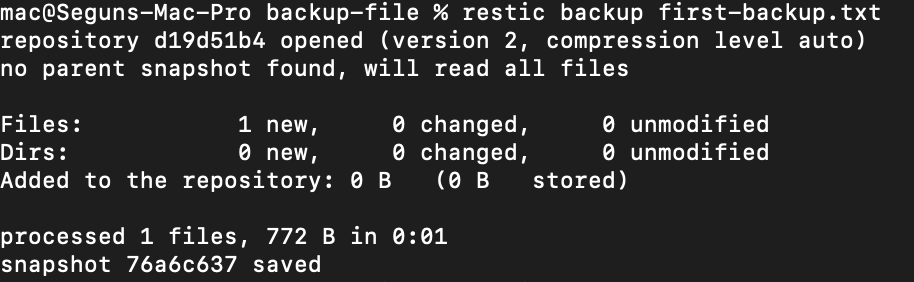 mac@Seguns-Mac-Pro backup-file % restic backup first-backup.txt
repository d19d51b4 opened (version 2, compression level auto)
no parent snapshot found, will read all files
Files:           1 new,     0 changed,     0 unmodified
Dirs:            0 new,     0 changed,     0 unmodified
Added to the repository: 0 B   (0 B   stored)
processed 1 files, 772 B in 0:01
snapshot 76a6c637 saved